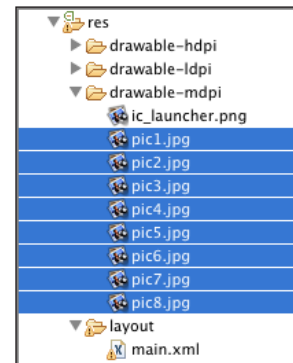 res
drawable-hdpi
drawable-ldpi
drawable-mdpi
ic_launcher.png
pic1.jpg
pic2.jpg
pic3.jpg
pic4.jpg
pic5.jpg
pic6.jpg
pic7.jpg
pic8.jpg
layout
main.xml